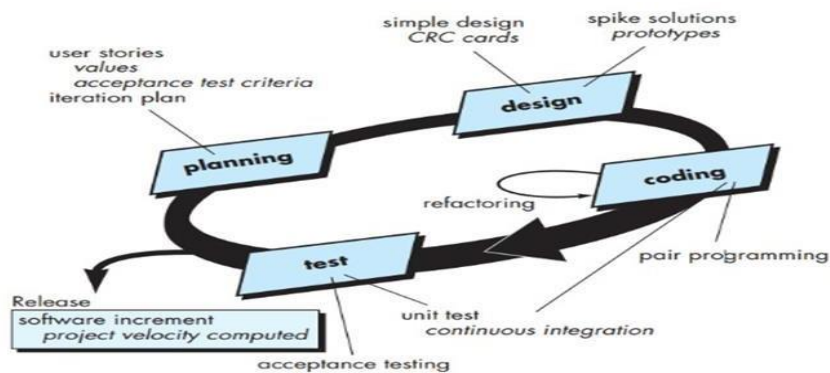 simple design
CRC cards
spike solutions
prototypes
user stories
values
acceptance test criteria
iteration plan
design
planning
coding
refactoring
test
pair programming
Release
software increment
project velocity computed
unit test
continuous integration
acceptance testing